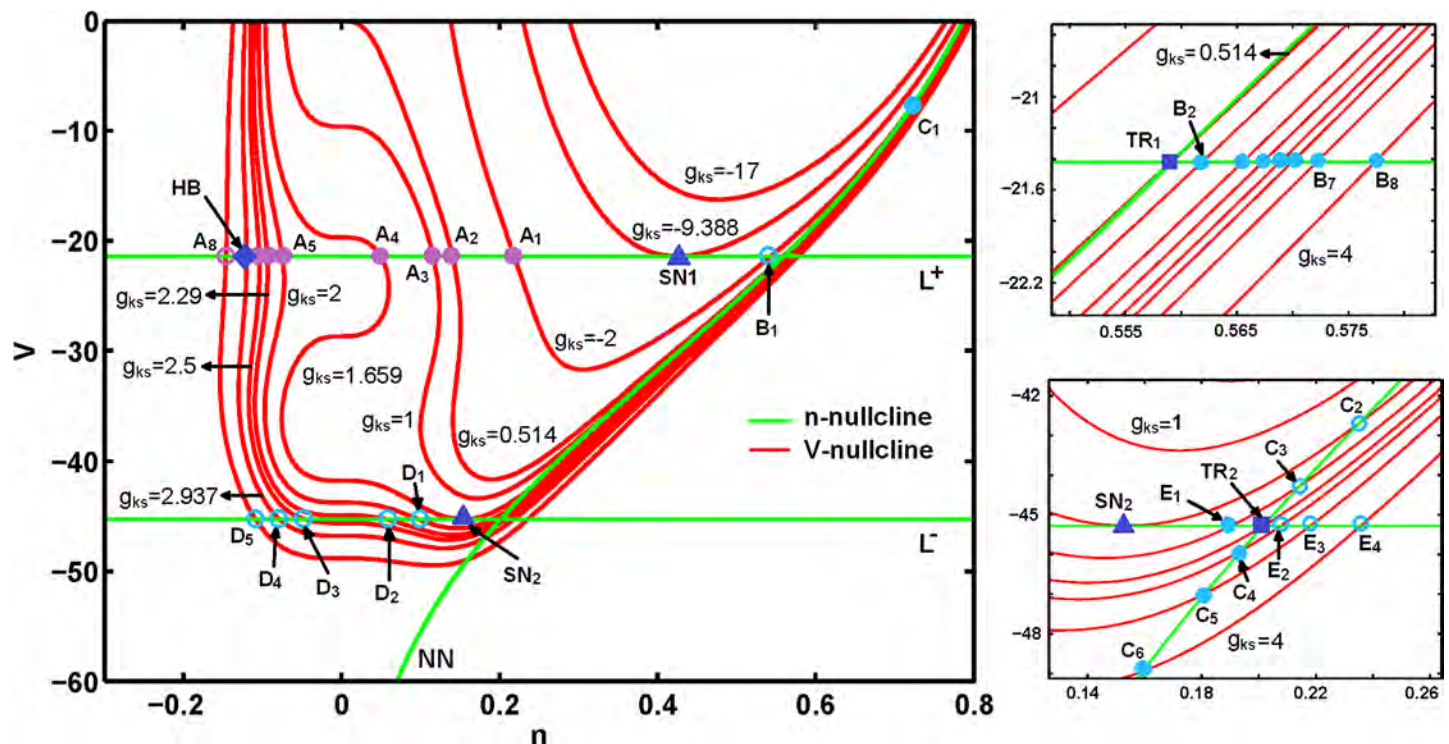 0
−10
−20
−30
−40
−50
−60
V
−0.2
0
0.2
0.4
0.6
0.8
n
HB
A8
A5
A4
A3
A2
A1
C1
gks=-17
gks=-9.388
SN1
L+
B1
gks=2.29
gks=2
gks=-2
gks=2.5
gks=1.659
gks=1
gks=0.514
n-nullcline
V-nullcline
gks=2.937
D1
D5
D4
D3
D2
SN2
L-
NN
gks=0.514
−21
B2
TR1
−21.6
B7
B8
gks=4
−22.2
0.555
0.565
0.575
−42
gks=1
C2
C3
TR2
SN2
E1
−45
E2
E3
E4
C4
C5
−48
gks=4
C6
0.14
0.18
0.22
0.26